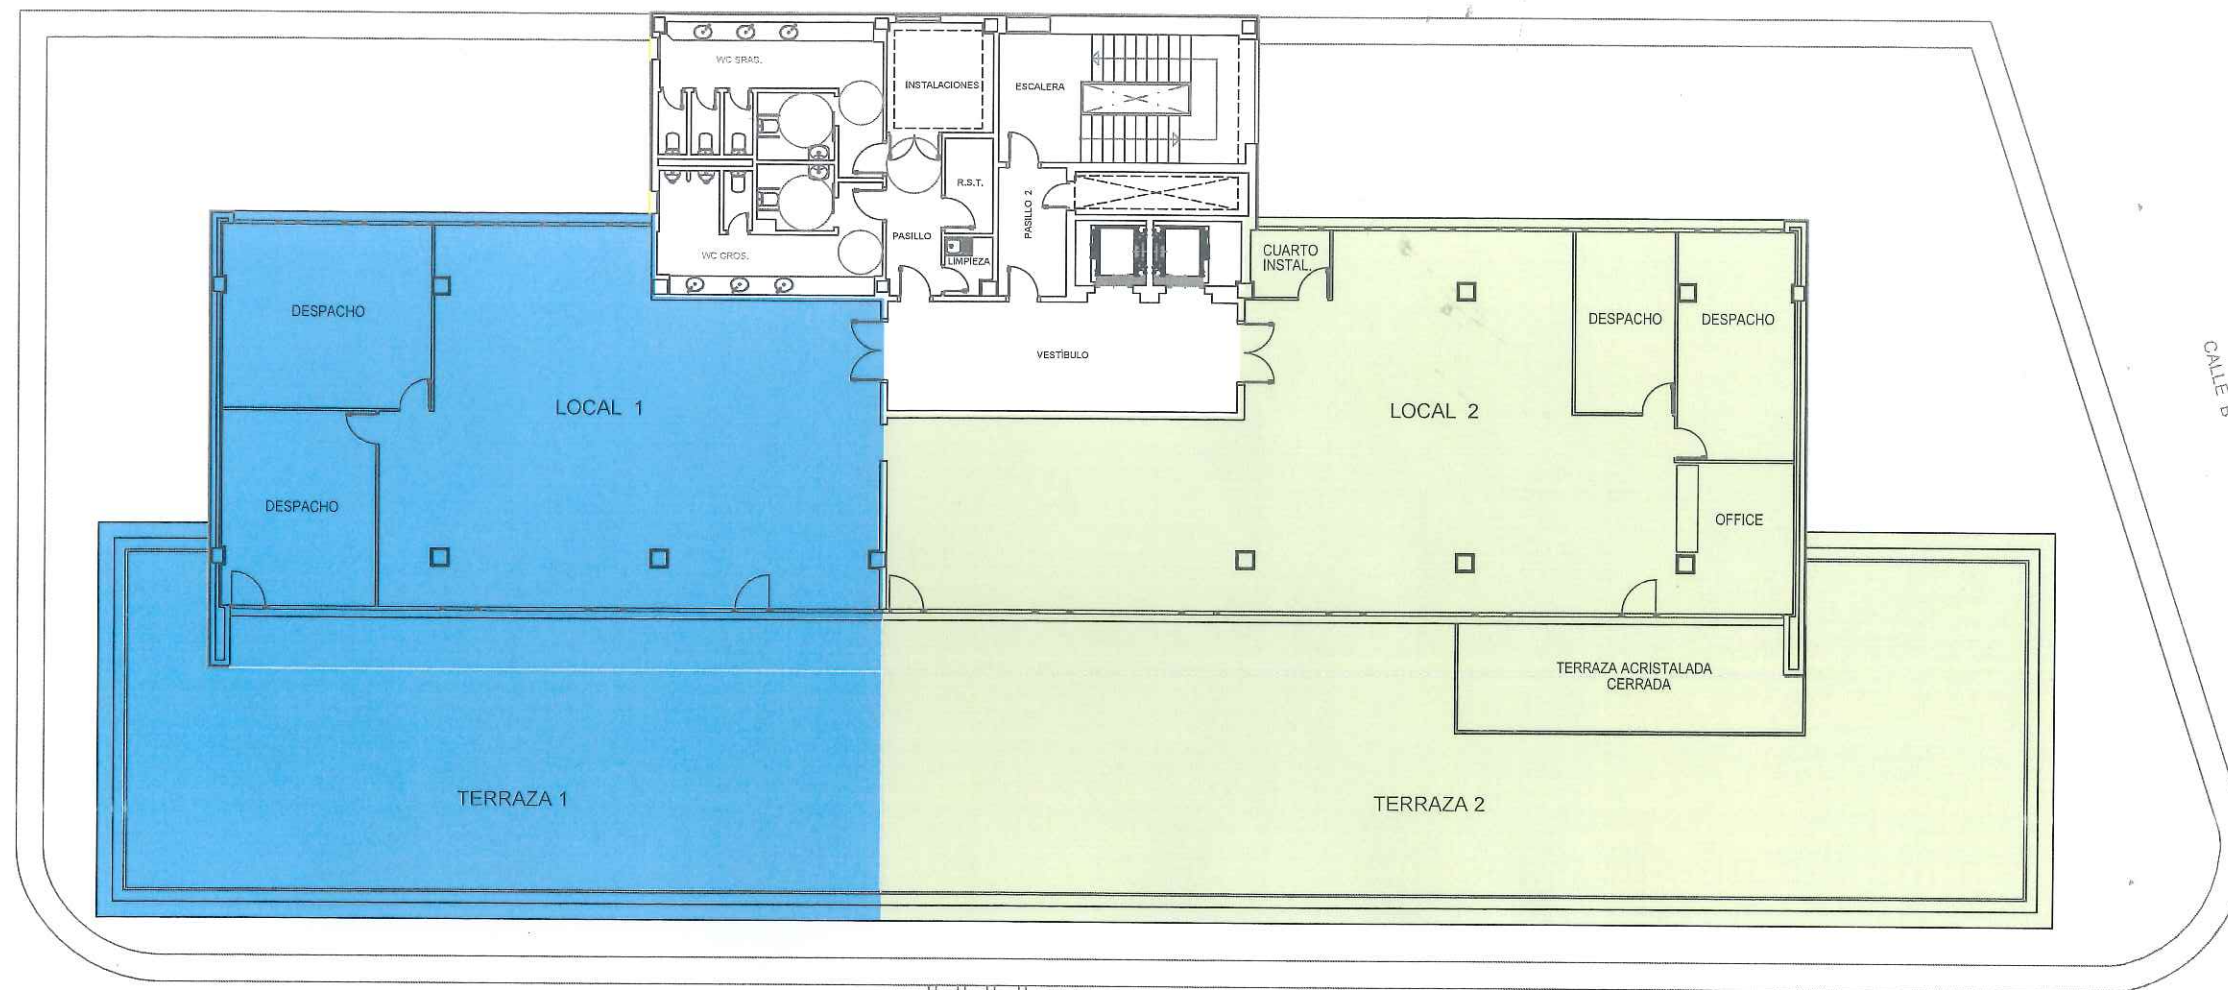 WC SRAS.
INSTALACIONES
ESCALERA
R.S.T.
PASILLO 2
PASILLO
LIMPIEZA
WC CROS.
CUARTO
INSTAL.
DESPACHO
DESPACHO
DESPACHO
VESTÍBULO
LOCAL 1
LOCAL 2
CALLE B
DESPACHO
OFFICE
TERRAZA ACRISTALADA
CERRADA
TERRAZA 1
TERRAZA 2